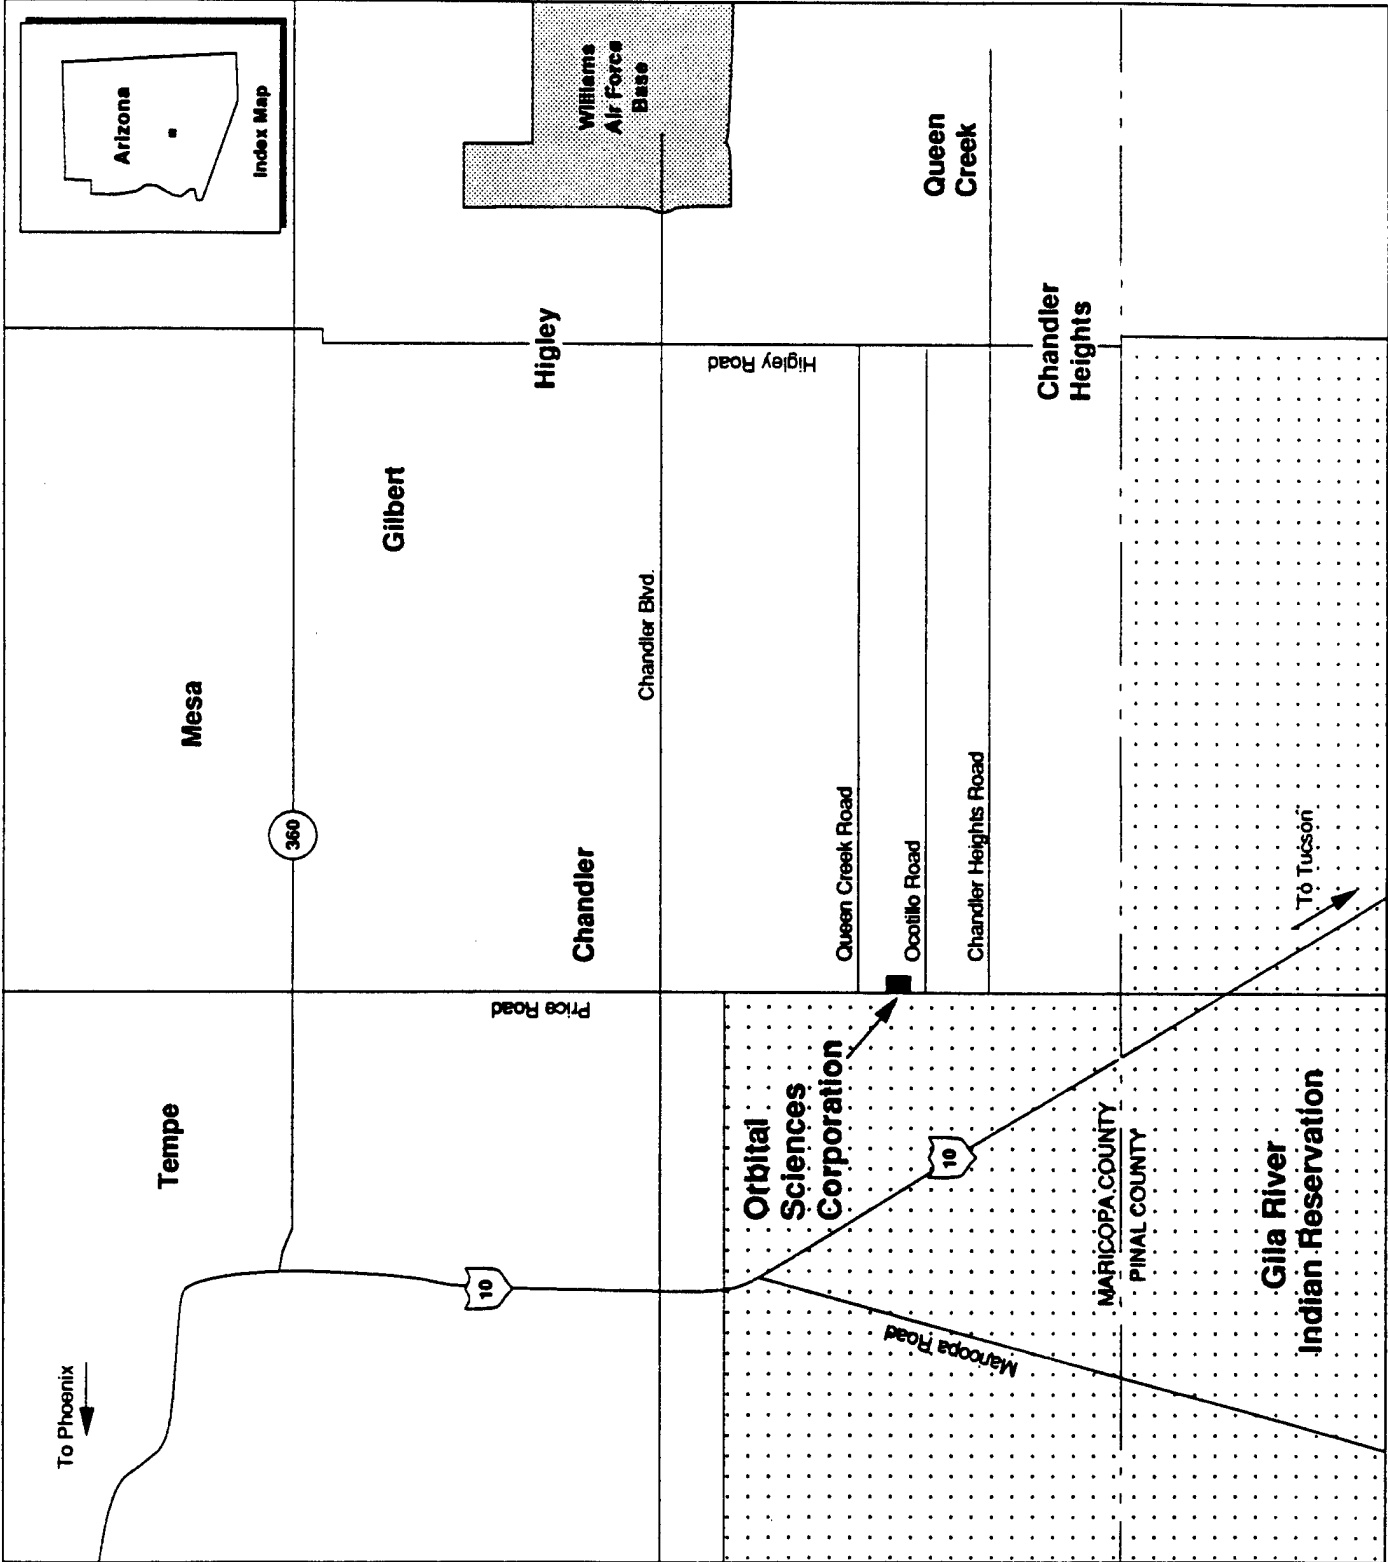 To Phoenix
Tempe
Mesa
Arizona
Index Map
360
10
Gilbert
Price Road
Chandler
Higley
Williams
Air Force
Base
Chandler Blvd.
Higley Road
Orbital
Sciences
Corporation
Queen Creek Road
Ocotillo Road
Chandler Heights Road
Queen
Creek
10
Maricopa Road
Chandler
Heights
MARICOPA COUNTY
PINAL COUNTY
Gila River
Indian Reservation
To Tucson